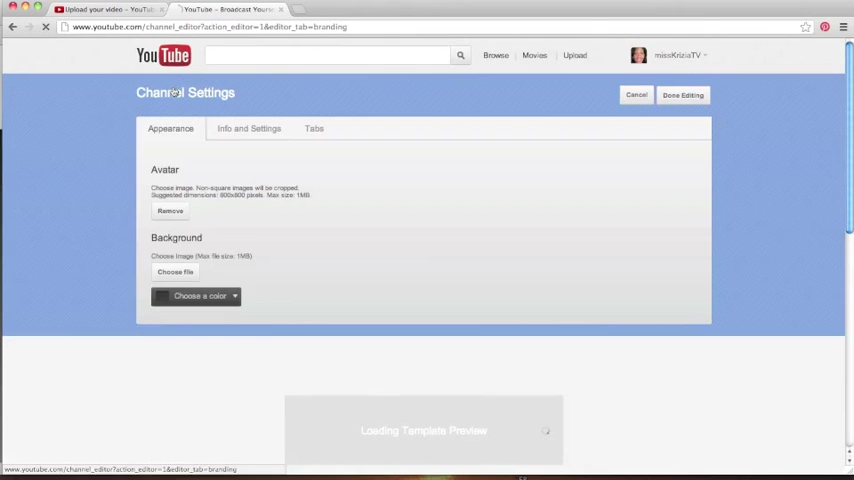 Upload your video - YouTub
YouTube - Broadcast Yourse
www.youtube.com/channel_editor?action_editor=1&editor_tab=branding
YouTube
Browse
Movies
Upload
missKriziaTV
Channel Settings
Cancel
Done Editing
Appearance
Info and Settings
Tabs
Avatar
Choose image. Non-square images will be cropped.
Suggested dimensions: 800x800 pixels. Max size: 1MB.
Remove
Background
Choose image (Max file size: 1MB)
Choose file
Choose a color
Loading Template Preview
www.youtube.com/channel_editor?action_editor=1&editor_tab=branding